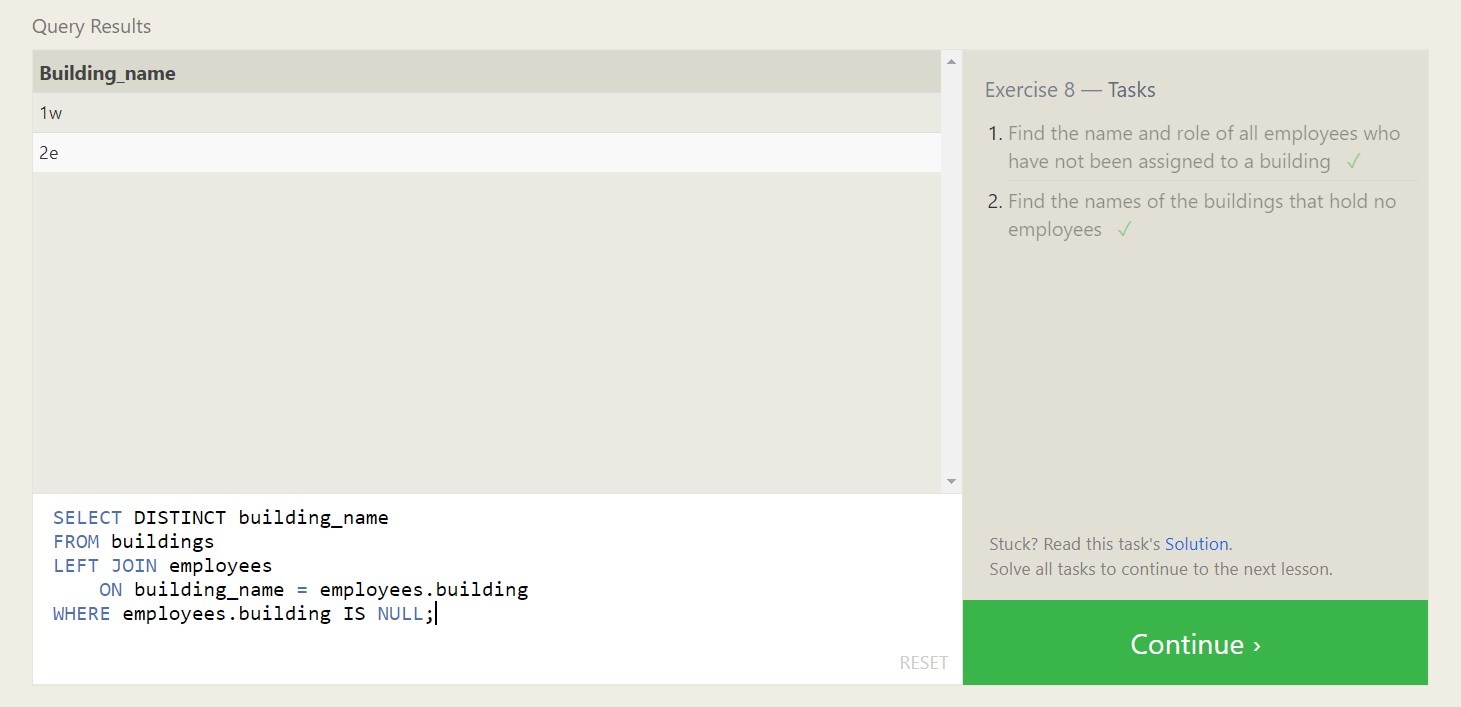 Query Results
Building_name
1w
2e
SELECT DISTINCT building_name
FROM buildings
LEFT JOIN employees
    ON building_name = employees.building
WHERE employees.building IS NULL;
RESET
Exercise 8 — Tasks
1. Find the name and role of all employees who
have not been assigned to a building ✓
2. Find the names of the buildings that hold no
employees ✓
Stuck? Read this task's Solution.
Solve all tasks to continue to the next lesson.
Continue ›